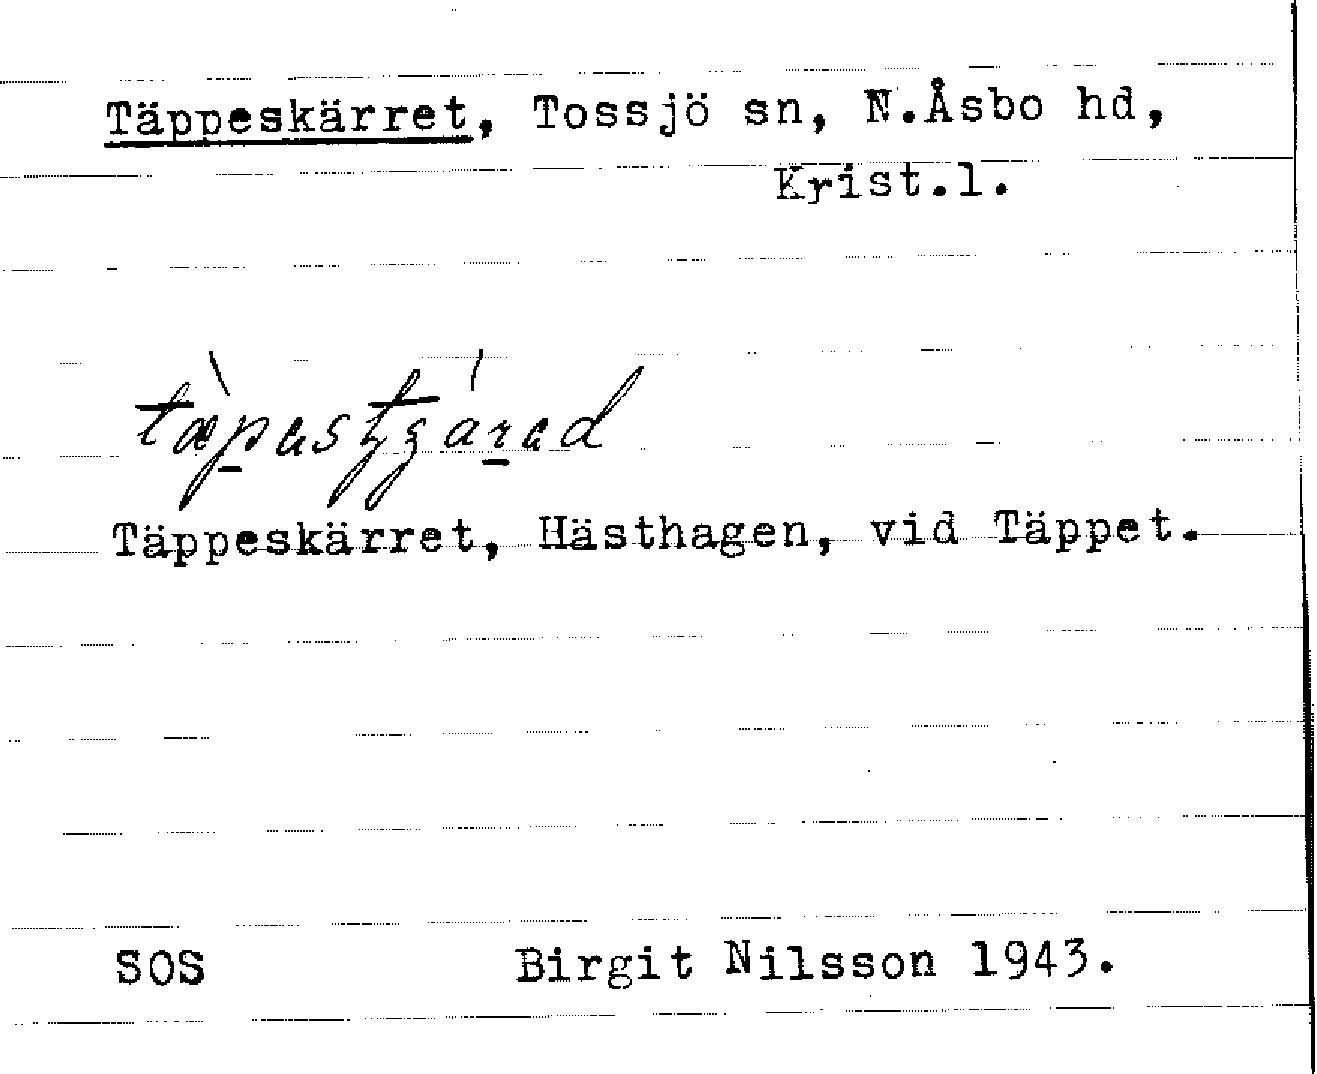 Täppeskärret, Tossjö sn, N.Åsbo hd,
Krist.l.
Täppeskärret, Hästhagen, vid Täppet.
SOS Birgit Nilsson 1943.